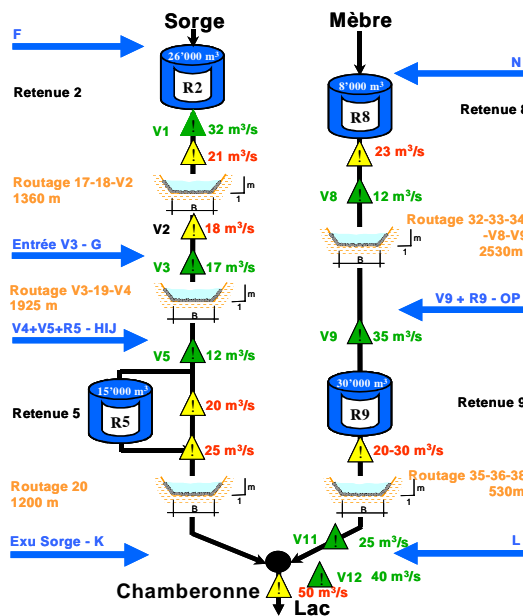 Sorge
Mèbre
F
26'000 m³
R2
Retenue 2
N
8'000 m³
R8
Retenue 8
V1
32 m³/s
21 m³/s
23 m³/s
Routage 17-18-V2
1360 m
m
1
B
V8
12 m³/s
V2
18 m³/s
Routage 32-33-34
-V8-V9
2530m
m
1
B
Entrée V3 - G
V3
17 m³/s
Routage V3-19-V4
1925 m
m
1
B
V9 + R9 - OP
V4+V5+R5 - HIJ
V9
35 m³/s
V5
12 m³/s
15'000 m³
R5
Retenue 5
20 m³/s
30'000 m³
R9
Retenue 9
25 m³/s
20-30 m³/s
Routage 20
1200 m
m
1
B
Routage 35-36-38
530m
m
1
B
Exu Sorge - K
V11
25 m³/s
L
V12
40 m³/s
Chamberonne
50 m³/s
Lac